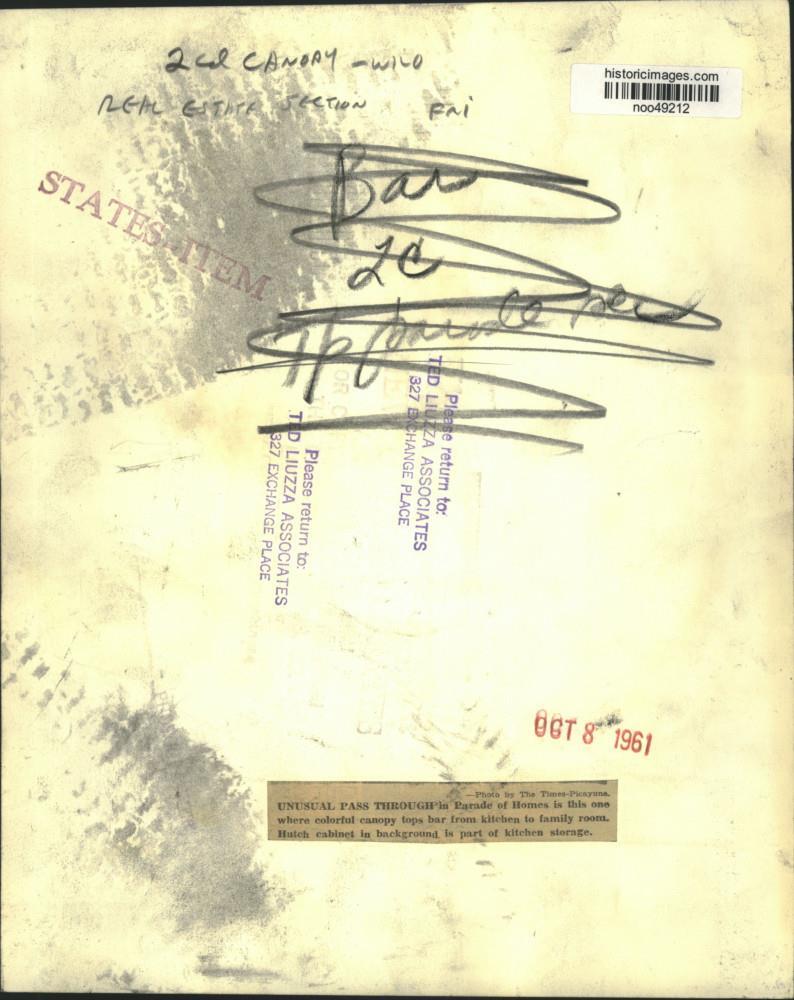 2 col CANOPY - WILD
REAL ESTATE SECTION FRI
historicimages.com
noo49212
STATES-ITEM
Bar
2C
Please return to:
TED LIUZZA ASSOCIATES
327 EXCHANGE PLACE
Please return to:
TED LIUZZA ASSOCIATES
327 EXCHANGE PLACE
OCT 8 1961
—Photo by The Times-Picayune.
UNUSUAL PASS THROUGH in Parade of Homes is this one
where colorful canopy tops bar from kitchen to family room.
Hutch cabinet in background is part of kitchen storage.